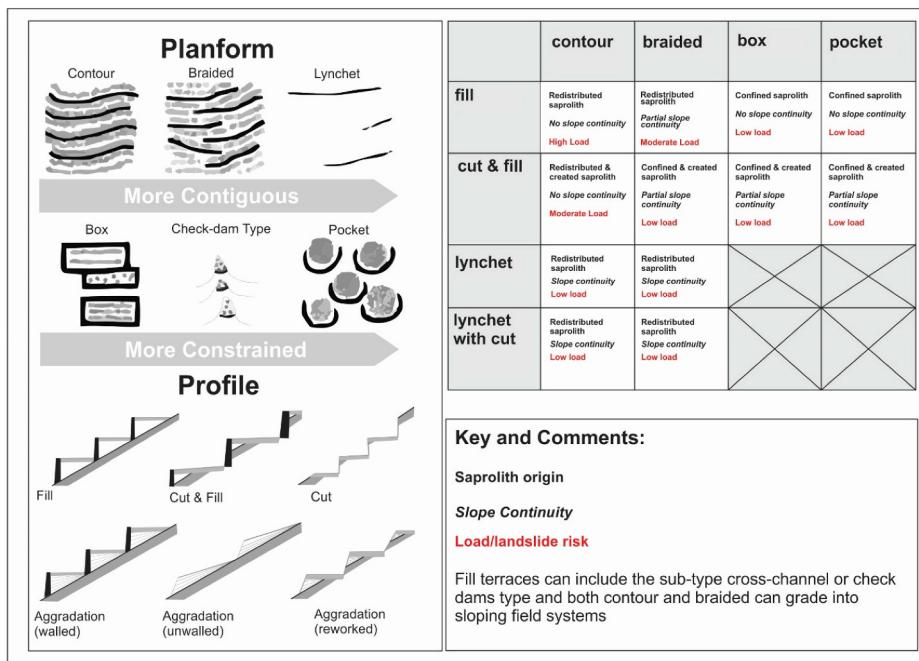 Planform
Contour
Braided
Lynchet
More Contiguous
Box
Check-dam Type
Pocket
More Constrained
Profile
Fill
Cut & Fill
Cut
Aggradation
(walled)
Aggradation
(unwalled)
Aggradation
(reworked)
contour
braided
box
pocket
fill
Redistributed
saprolith
No slope continuity
High Load
Redistributed
saprolith
Partial slope
continuity
Moderate Load
Confined saprolith
No slope continuity
Low load
Confined saprolith
No slope continuity
Low load
cut & fill
Redistributed &
created saprolith
No slope continuity
Moderate Load
Confined & created
saprolith
Partial slope
continuity
Low load
Confined & created
saprolith
Partial slope
continuity
Low load
Confined & created
saprolith
Partial slope
continuity
Low load
lynchet
Redistributed
saprolith
Slope continuity
Low load
Redistributed
saprolith
Slope continuity
Low load
lynchet
with cut
Redistributed
saprolith
Slope continuity
Low load
Redistributed
saprolith
Slope continuity
Low load
Key and Comments:
Saprolith origin
Slope Continuity
Load/landslide risk
Fill terraces can include the sub-type cross-channel or check
dams type and both contour and braided can grade into
sloping field systems